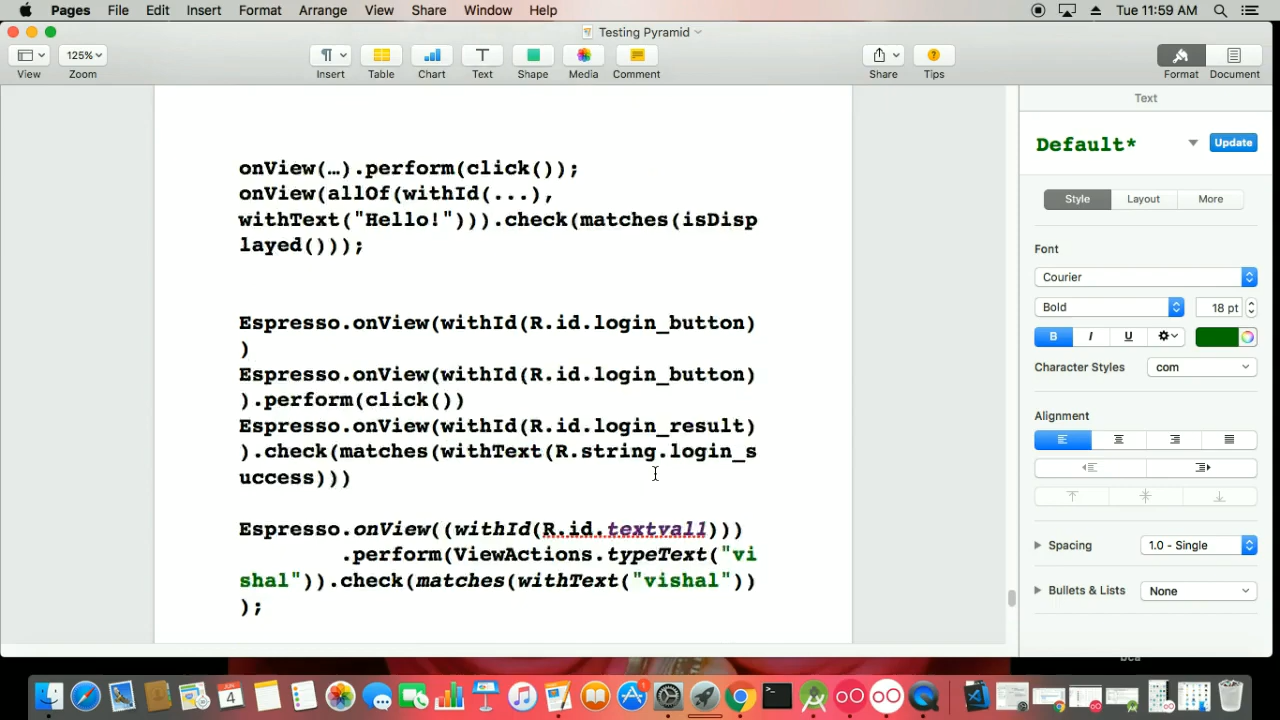 Pages File Edit Insert Format Arrange View Share Window Help Tue 11:59 AM
Testing Pyramid
125%
View Zoom Insert Table Chart Text Shape Media Comment Share Tips Format Document
Text
Default* Update
Style Layout More
Font
Courier
Bold 18 pt
B I U
Character Styles com
Alignment
Spacing 1.0 - Single
Bullets & Lists None
onView(…).perform(click());
onView(allOf(withId(...),
withText("Hello!"))).check(matches(isDisp
layed()));
Espresso.onView(withId(R.id.login_button)
)
Espresso.onView(withId(R.id.login_button)
).perform(click())
Espresso.onView(withId(R.id.login_result)
).check(matches(withText(R.string.login_s
uccess)))
Espresso.onView((withId(R.id.textval1)))
.perform(ViewActions.typeText("vi
shal")).check(matches(withText("vishal"))
);
4